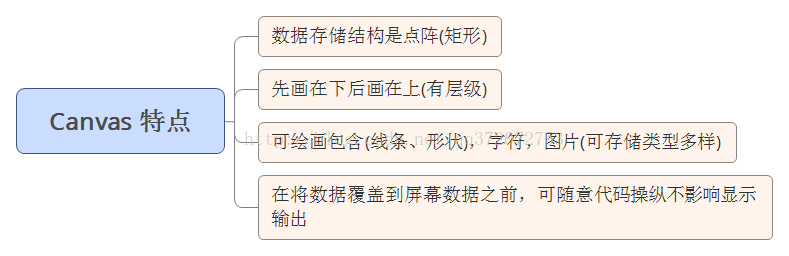 Canvas 特点
数据存储结构是点阵(矩形)
先画在下后画在上(有层级)
可绘画包含(线条、形状)，字符，图片(可存储类型多样)
在将数据覆盖到屏幕数据之前，可随意代码操纵不影响显示
输出